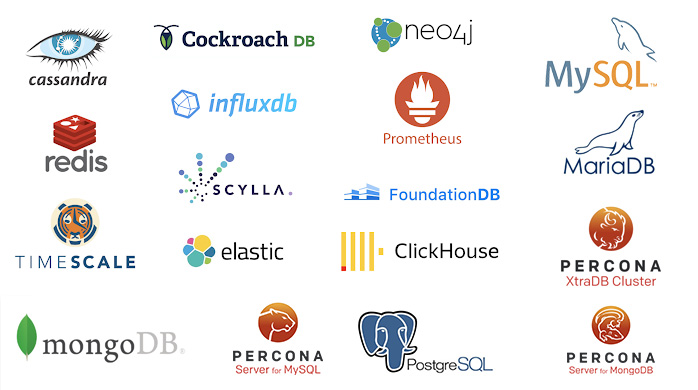 cassandra
Cockroach DB
neo4j
MySQL™
influxdb
Prometheus
redis
MariaDB
SCYLLA.
FoundationDB
TIMESCALE
elastic
ClickHouse
PERCONA
XtraDB Cluster
mongoDB®
PERCONA
Server for MySQL
PostgreSQL
PERCONA
Server for MongoDB